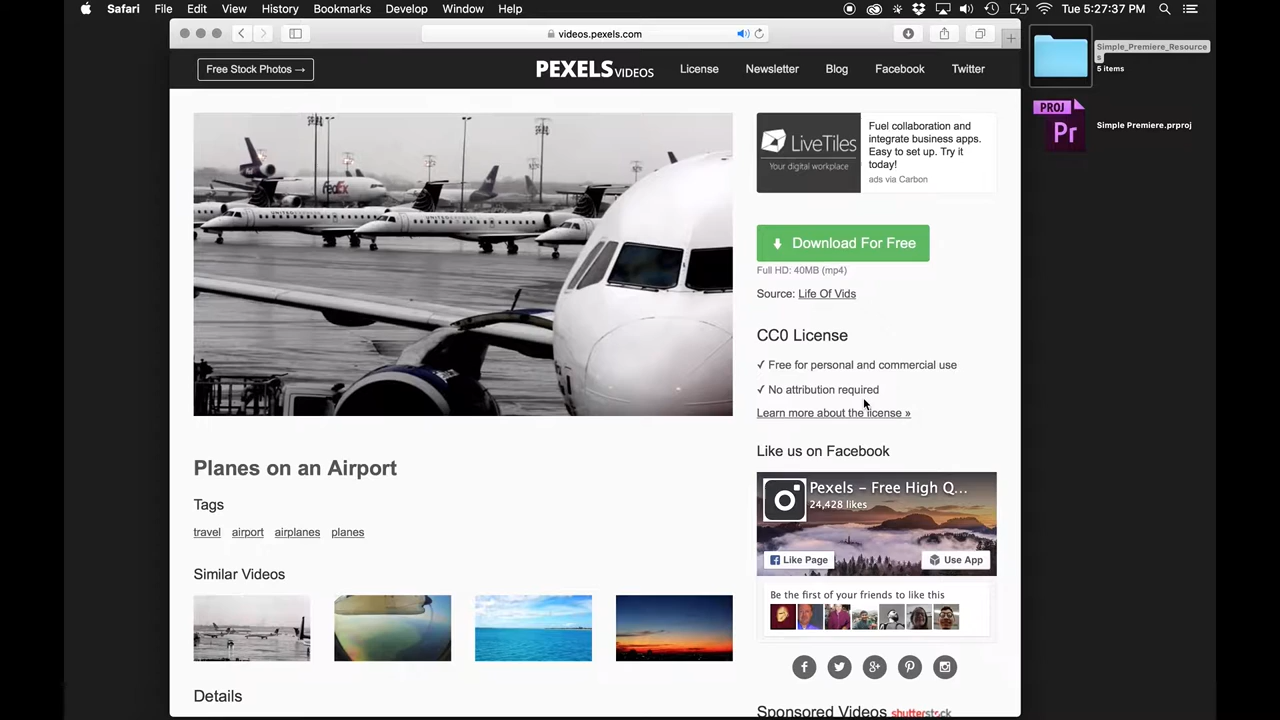 Safari File Edit View History Bookmarks Develop Window Help
Tue 5:27:37 PM
videos.pexels.com
Simple_Premiere_Resources
5 items
PROJ
Pr
Simple Premiere.prproj
Free Stock Photos →
PEXELS VIDEOS
License Newsletter Blog Facebook Twitter
FedEx
LiveTiles
Your digital workplace
Fuel collaboration and
integrate business apps.
Easy to set up. Try it
today!
ads via Carbon
Download For Free
Full HD: 40MB (mp4)
Source: Life Of Vids
CC0 License
✓ Free for personal and commercial use
✓ No attribution required
Learn more about the license »
Like us on Facebook
Pexels – Free High Q...
24,428 likes
Like Page
Use App
Be the first of your friends to like this
Planes on an Airport
Tags
travel airport airplanes planes
Similar Videos
Details
Sponsored Videos shutterstock